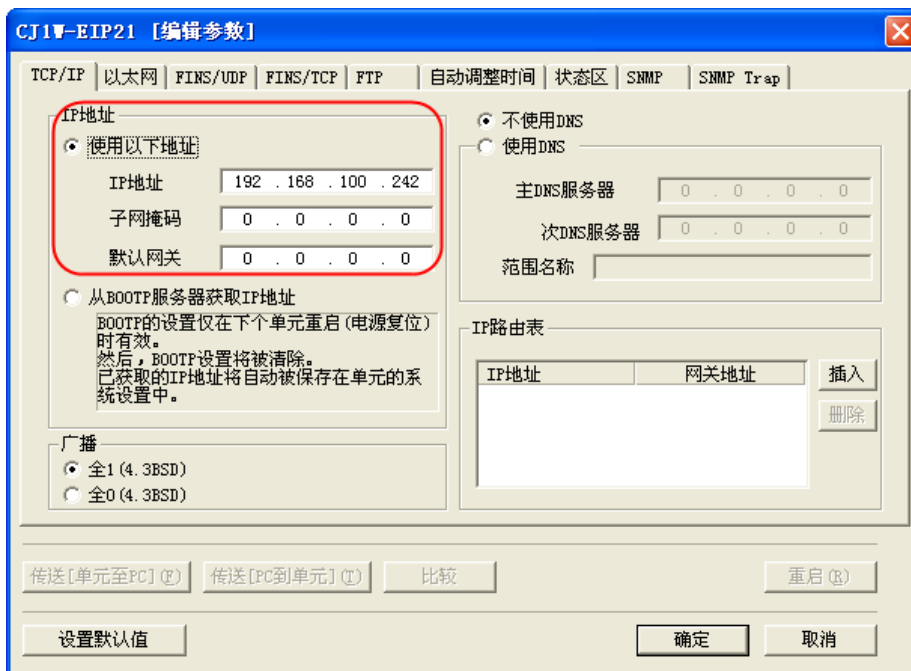 CJ1W-EIP21 [编辑参数]
TCP/IP 以太网 FINS/UDP FINS/TCP FTP 自动调整时间 状态区 SNMP SNMP Trap
IP地址
使用以下地址
IP地址 192 . 168 . 100 . 242
子网掩码 0 . 0 . 0 . 0
默认网关 0 . 0 . 0 . 0
从BOOTP服务器获取IP地址
BOOTP的设置仅在下个单元重启(电源复位)
时有效。
然后，BOOTP设置将被清除。
已获取的IP地址将自动被保存在单元的系
统设置中。
广播
全1(4.3BSD)
全0(4.3BSD)
不使用DNS
使用DNS
主DNS服务器 0 . 0 . 0 . 0
次DNS服务器 0 . 0 . 0 . 0
范围名称
IP路由表
IP地址 网关地址
插入
删除
传送[单元至PC](F) 传送[PC到单元](T) 比较 重启(R)
设置默认值 确定 取消